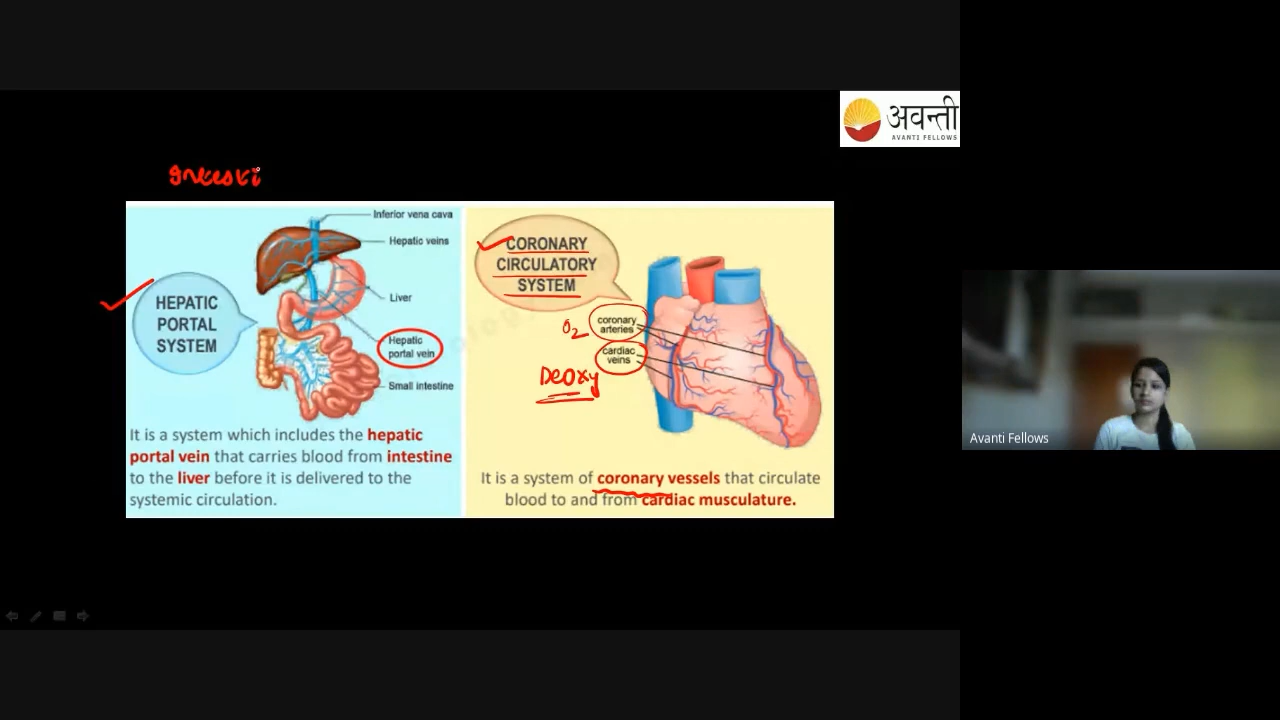 अवन्ती
AVANTI FELLOWS
Inferior vena cava
Hepatic veins
Liver
Hepatic
portal vein
Small intestine
HEPATIC
PORTAL
SYSTEM
It is a system which includes the hepatic
portal vein that carries blood from intestine
to the liver before it is delivered to the
systemic circulation.
CORONARY
CIRCULATORY
SYSTEM
O2
coronary
arteries
cardiac
veins
Deoxy
It is a system of coronary vessels that circulate
blood to and from cardiac musculature.
Avanti Fellows